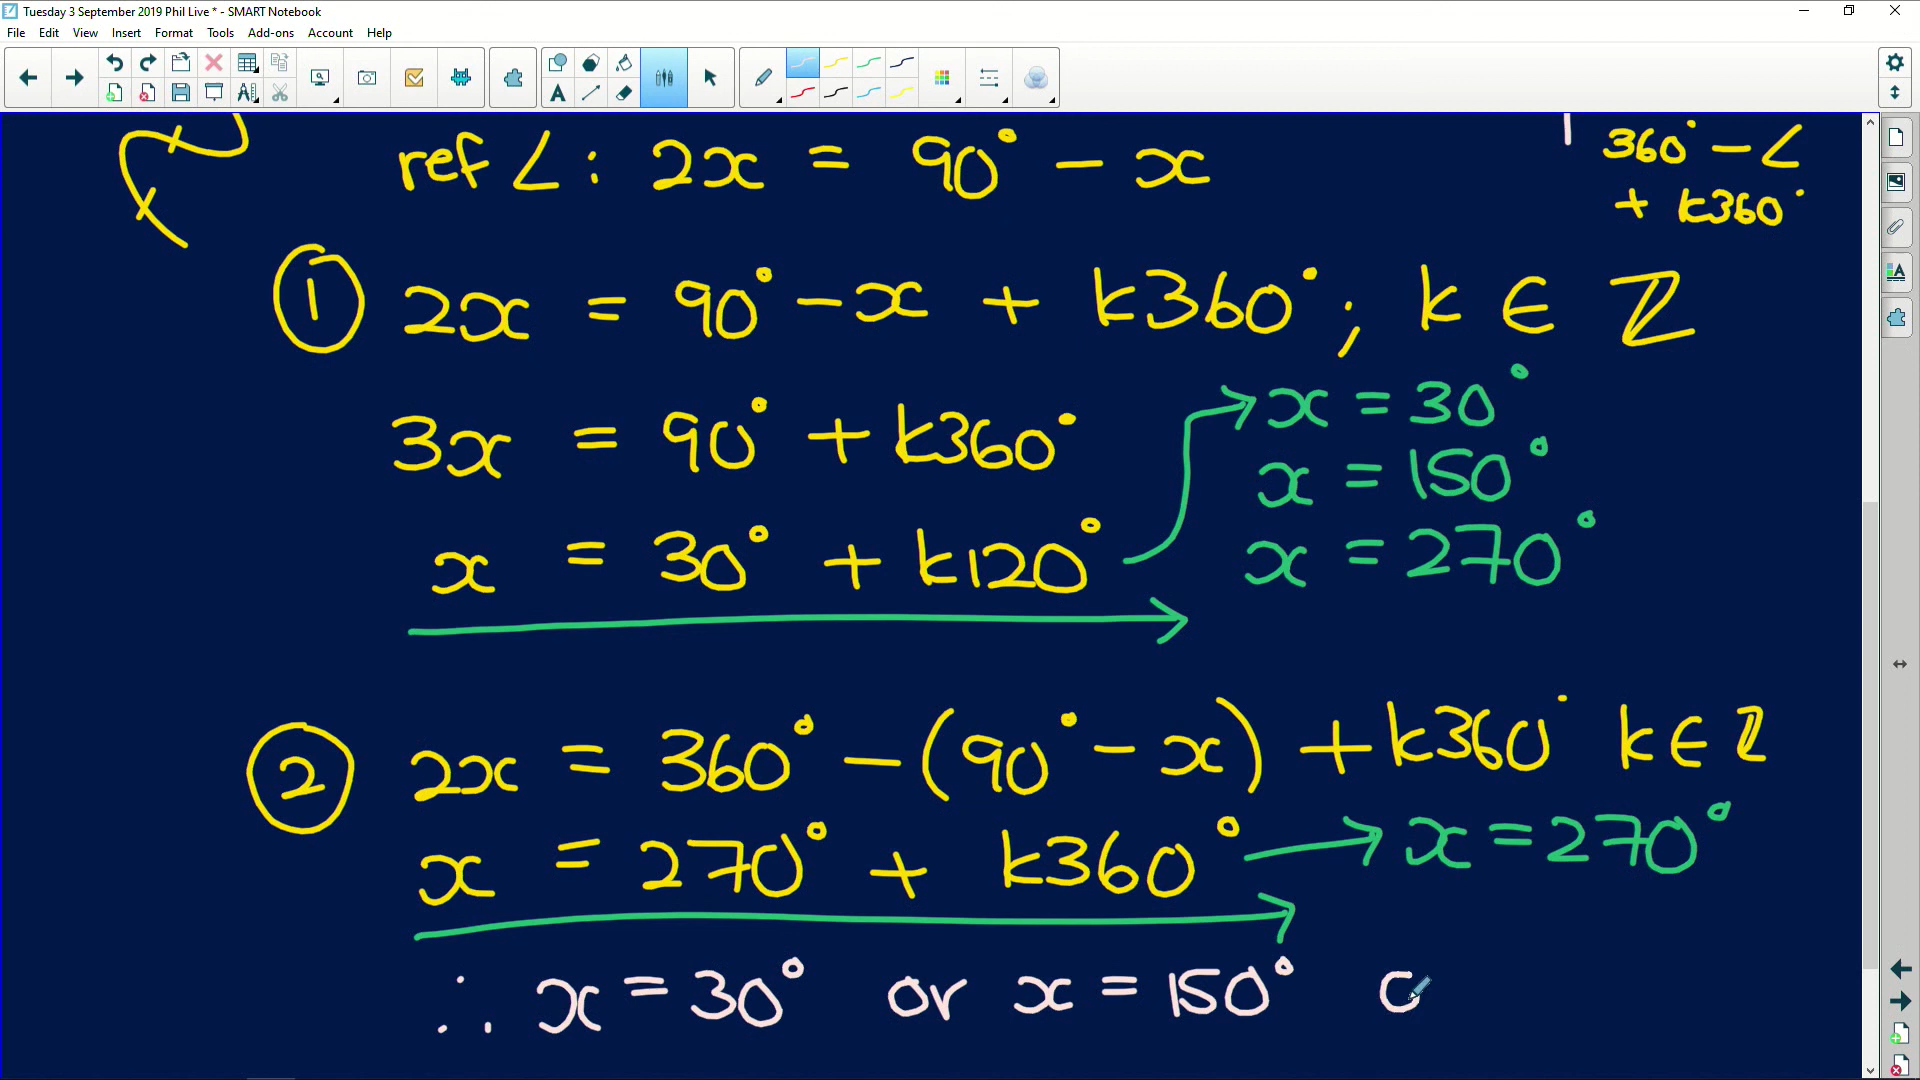 Tuesday 3 September 2019 Phil Live * - SMART Notebook
File Edit View Insert Format Tools Add-ons Account Help
ref ∠ : 2x = 90° - x
360° - ∠
+ k360°
① 2x = 90° - x + k360° ; k ∈ ℤ
3x = 90° + k360°
x = 30° + k120°
x = 30°
x = 150°
x = 270°
② 2x = 360° - (90° - x) + k360° k ∈ ℤ
x = 270° + k360° → x = 270°
∴ x = 30° or x = 150° o